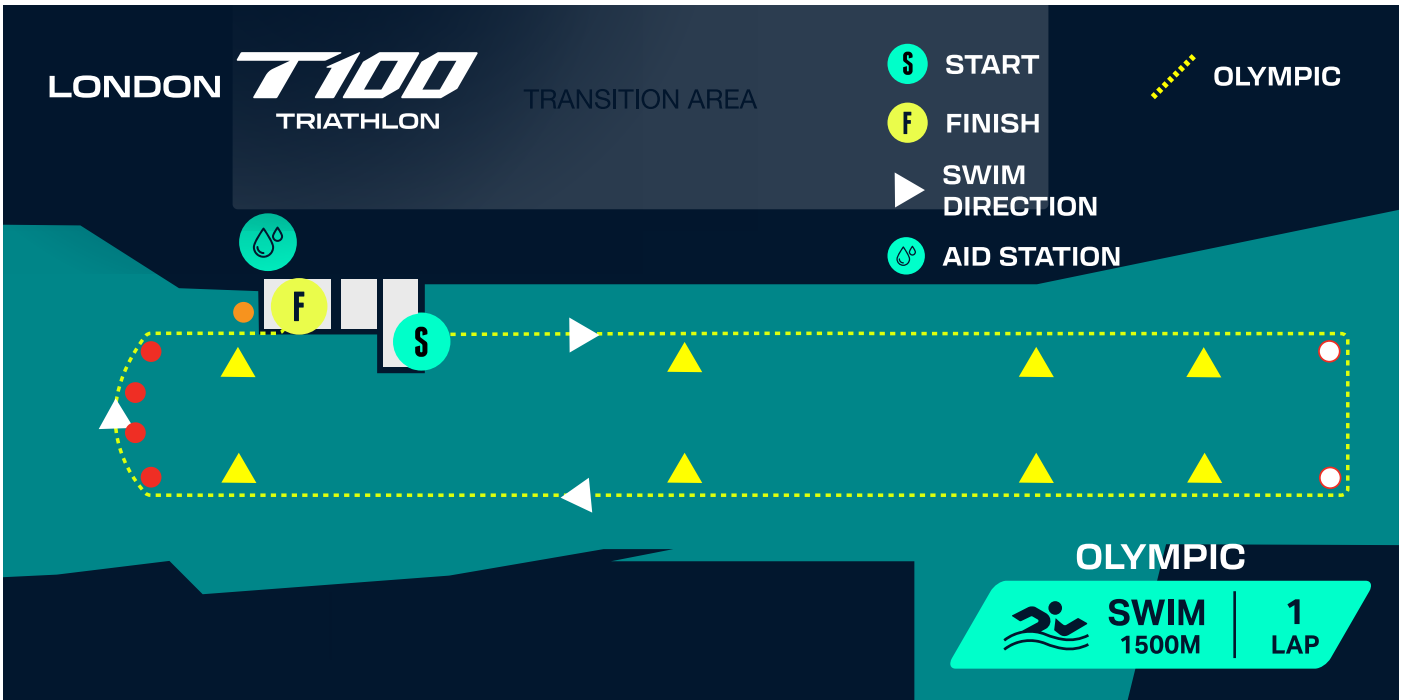 LONDON T100
TRIATHLON
TRANSITION AREA
S START
F FINISH
SWIM
DIRECTION
AID STATION
OLYMPIC
F
S
OLYMPIC
SWIM
1500M
1
LAP